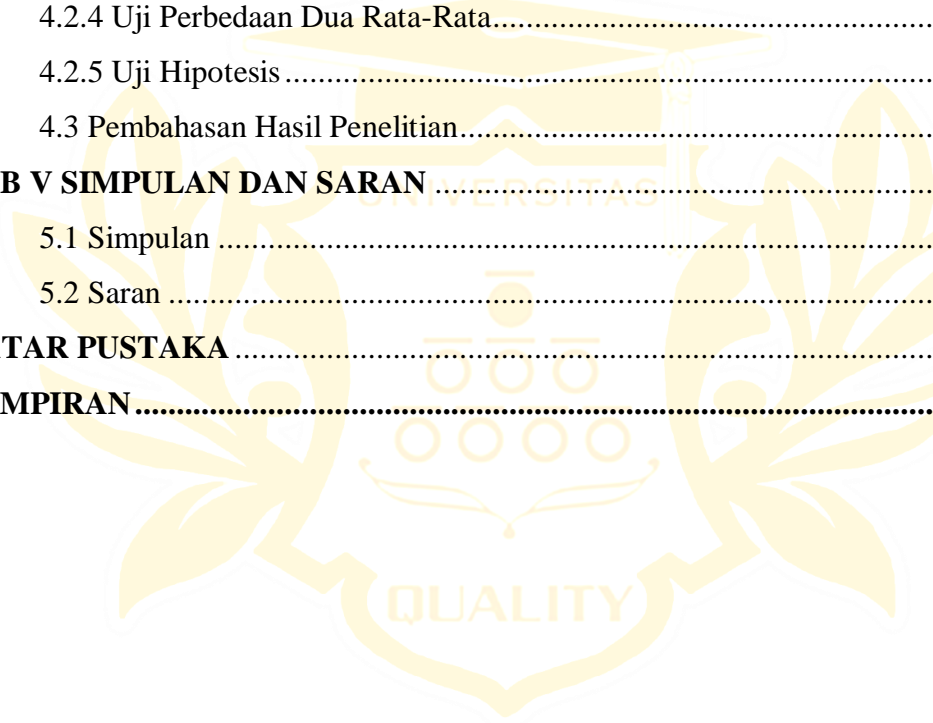 4.2.4 Uji Perbedaan Dua Rata-Rata............................................................
4.2.5 Uji Hipotesis....................................................................................
4.3 Pembahasan Hasil Penelitian...............................................................
B V SIMPULAN DAN SARAN................................................................
UNIVERSITAS
5.1 Simpulan..............................................................................................
5.2 Saran....................................................................................................
TAR PUSTAKA........................................................................................
MPIRAN....................................................................................................
QUALITY